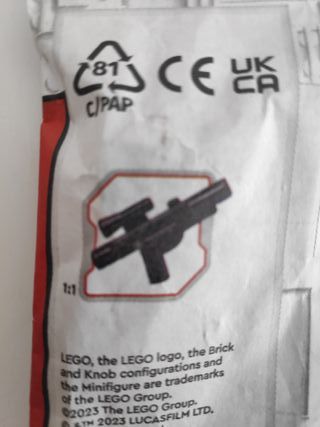 81
C/PAP
CE
UK
CA
1:1
LEGO, the LEGO logo, the Brick
and Knob configurations and
the Minifigure are trademarks
of the LEGO Group.
©2023 The LEGO Group.
& ™ 2023 LUCASFILM LTD.